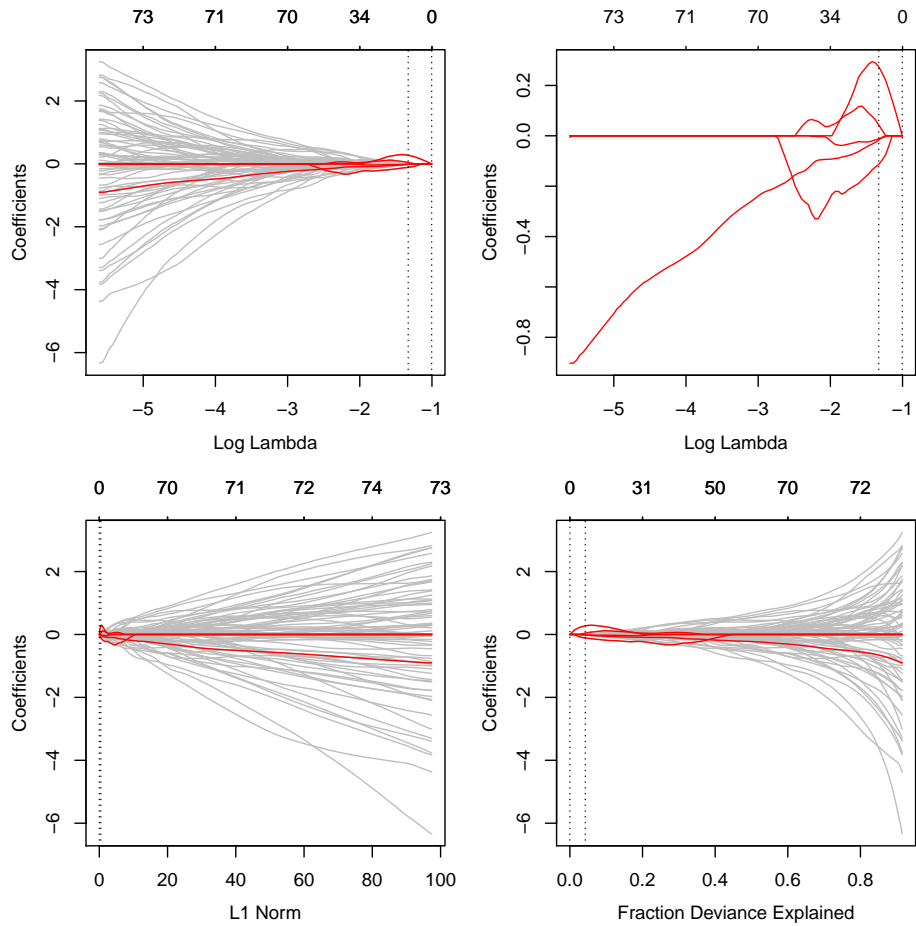 73 71 70 34 0
2 0 −2 −4 −6
Coefficients
−5 −4 −3 −2 −1
Log Lambda
73 71 70 34 0
0.2 0.0 −0.4 −0.8
Coefficients
−5 −4 −3 −2 −1
Log Lambda
0 70 71 72 74 73
2 0 −2 −4 −6
Coefficients
0 20 40 60 80 100
L1 Norm
0 31 50 70 72
2 0 −2 −4 −6
Coefficients
0.0 0.2 0.4 0.6 0.8
Fraction Deviance Explained